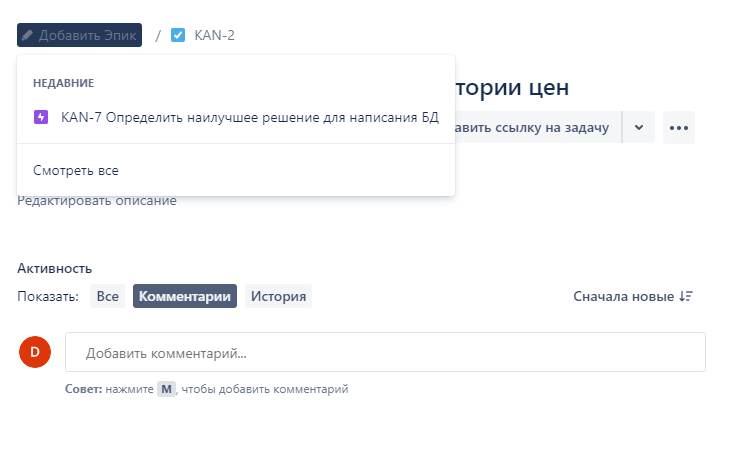 Добавить Эпик / KAN-2
НЕДАВНИЕ
тории цен
KAN-7 Определить наилучшее решение для написания БД
авить ссылку на задачу
Смотреть все
Редактировать описание
Активность
Показать: Все Комментарии История Сначала новые
D Добавить комментарий...
Совет: нажмите M, чтобы добавить комментарий